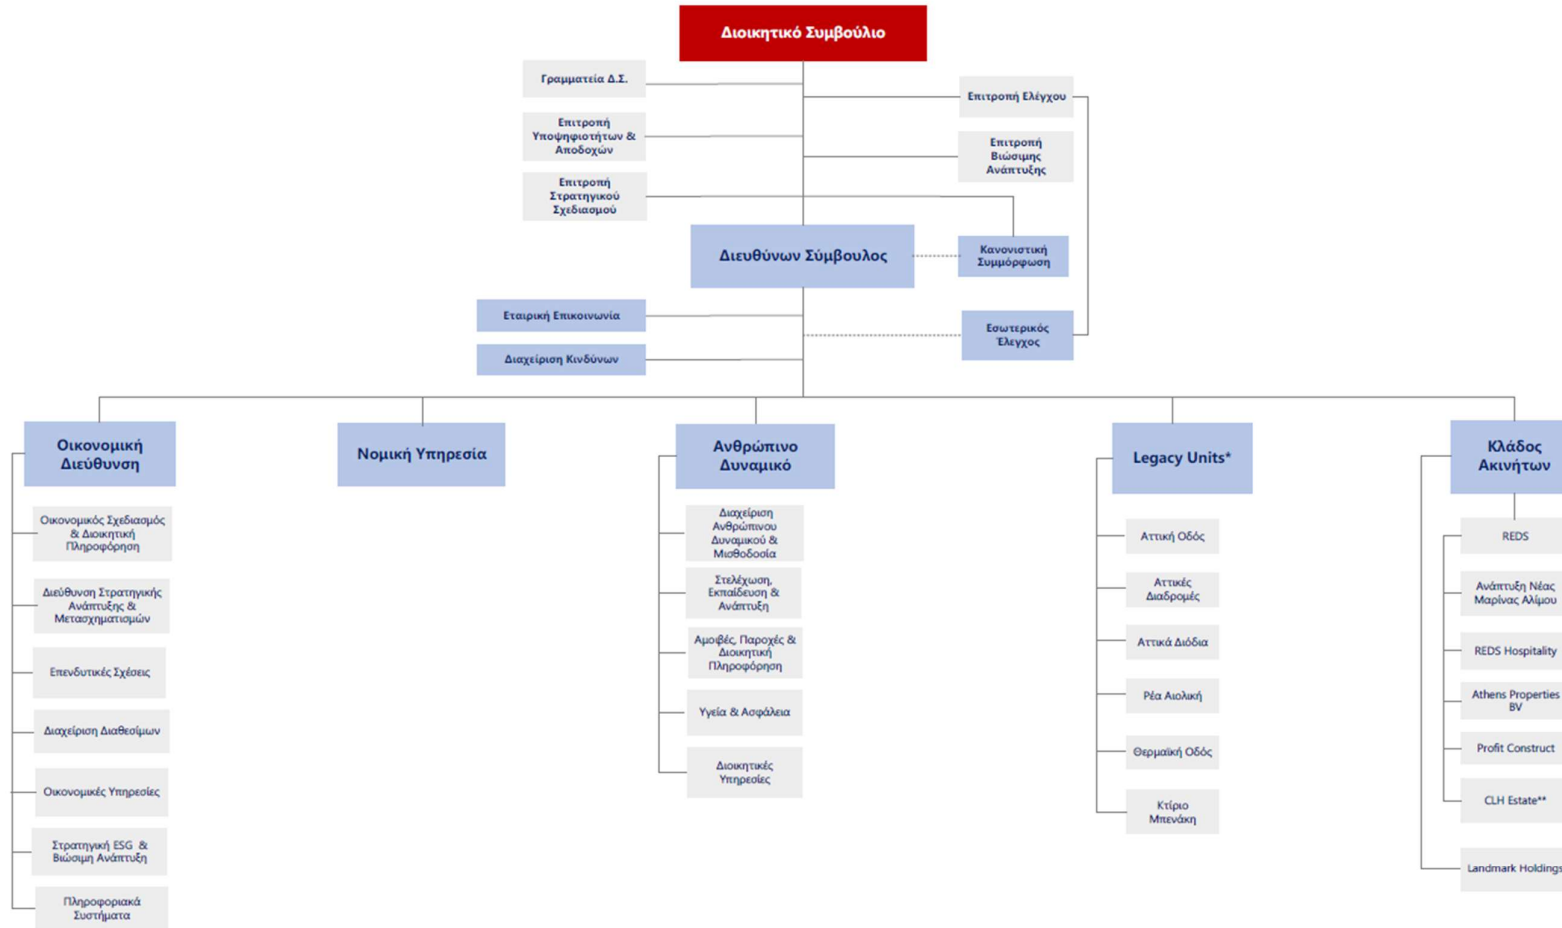 Διοικητικό Συμβούλιο
Γραμματεία Δ.Σ.
Επιτροπή Ελέγχου
Επιτροπή
Υποψηφιοτήτων &
Αποδοχών
Επιτροπή
Βιώσιμης
Ανάπτυξης
Επιτροπή
Στρατηγικού
Σχεδιασμού
Διευθύνων Σύμβουλος
Κανονιστική
Συμμόρφωση
Εταιρική Επικοινωνία
Εσωτερικός
Έλεγχος
Διαχείριση Κινδύνων
Οικονομική
Διεύθυνση
Οικονομικός Σχεδιασμός
& Διοικητική
Πληροφόρηση
Διεύθυνση Στρατηγικής
Ανάπτυξης &
Μετασχηματισμών
Επενδυτικές Σχέσεις
Διαχείριση Διαθεσίμων
Οικονομικές Υπηρεσίες
Στρατηγική ESG & 
Βιώσιμη Ανάπτυξη
Πληροφοριακά
Συστήματα
Νομική Υπηρεσία
Ανθρώπινο
Δυναμικό
Διαχείριση
Ανθρώπινου
Δυναμικού &
Μισθοδοσία
Στελέχωση,
Εκπαίδευση &
Ανάπτυξη
Αμοιβές, Παροχές &
Διοικητική
Πληροφόρηση
Υγεία & Ασφάλεια
Διοικητικές
Υπηρεσίες
Legacy Units*
Αττική Οδός
Αττικές
Διαδρομές
Αττικά Διόδια
Ρέα Αιολική
Θερμαϊκή Οδός
Κτίριο
Μπενάκη
Κλάδος
Ακινήτων
REDS
Ανάπτυξη Νέας
Μαρίνας Αλίμου
REDS Hospitality
Athens Properties
BV
Profit Construct
CLH Estate**
Landmark Holdings